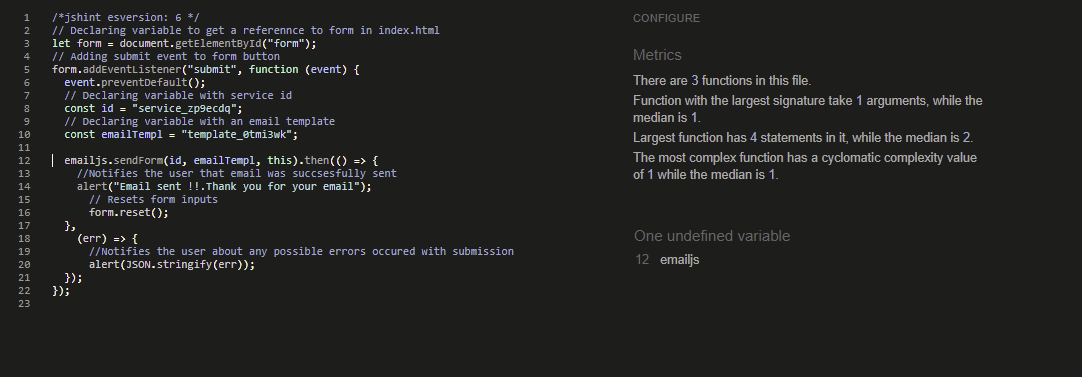 1 /*jshint esversion: 6 */
2 // Declaring variable to get a referennce to form in index.html
3 let form = document.getElementById("form");
4 // Adding submit event to form button
5 form.addEventListener("submit", function (event) {
6 event.preventDefault();
7 // Declaring variable with service id
8 const id = "service_zp9ecdq";
9 // Declaring variable with an email template
10 const emailTempl = "template_0tmi3wk";
11
12 emailjs.sendForm(id, emailTempl, this).then(() => {
13 //Notifies the user that email was succsesfully sent
14 alert("Email sent !!.Thank you for your email");
15 // Resets form inputs
16 form.reset();
17 },
18 (err) => {
19 //Notifies the user about any possible errors occured with submission
20 alert(JSON.stringify(err));
21 });
22 });
23
CONFIGURE
Metrics
There are 3 functions in this file.
Function with the largest signature take 1 arguments, while the
median is 1.
Largest function has 4 statements in it, while the median is 2.
The most complex function has a cyclomatic complexity value
of 1 while the median is 1.
One undefined variable
12 emailjs